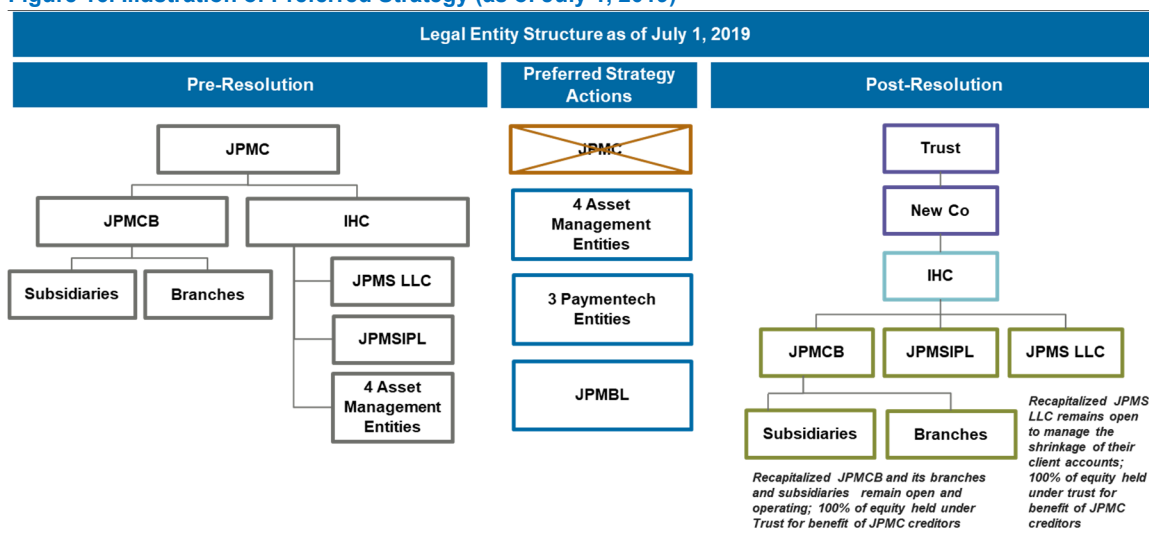 Legal Entity Structure as of July 1, 2019
Pre-Resolution
Preferred Strategy
Actions
Post-Resolution
JPMC
JPMCB
IHC
Subsidiaries
Branches
JPMS LLC
JPMSIPL
4 Asset
Management
Entities
JPMC
4 Asset
Management
Entities
3 Paymentech
Entities
JPMBL
Trust
New Co
IHC
JPMCB
JPMSIPL
JPMS LLC
Subsidiaries
Branches
Recapitalized JPMCB and its branches
and subsidiaries remain open and
operating; 100% of equity held under
Trust for benefit of JPMC creditors
Recapitalized JPMS
LLC remains open
to manage the
shrinkage of their
client accounts;
100% of equity held
under trust for
benefit of JPMC
creditors